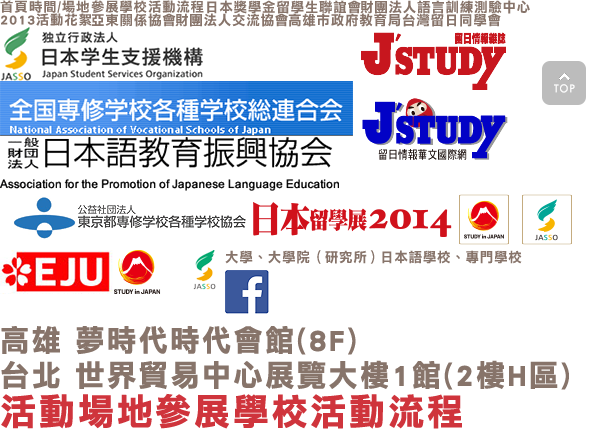 首頁時間/場地參展學校活動流程日本獎學金留學生聯誼會財團法人語言訓練測驗中心
2013活動花絮亞東關係協會財團法人交流協會高雄市政府教育局台灣留日同學會
独立行政法人
日本学生支援機構
Japan Student Services Organization
JASSO
留日情報雜誌
J'STUDY
TOP
全国専修学校各種学校総連合会
National Association of Vocational Schools of Japan
J'STUDY
留日情報華文國際網
一般財団法人
日本語教育振興協会
Association for the Promotion of Japanese Language Education
公益社団法人
東京都専修学校各種学校協会
日本留學展2014
STUDY in JAPAN
JASSO
EJU
STUDY in JAPAN
JASSO
大學、大學院（研究所）日本語學校、專門學校
f
高雄 夢時代時代會館(8F)
台北 世界貿易中心展覽大樓1館(2樓H區)
活動場地參展學校活動流程